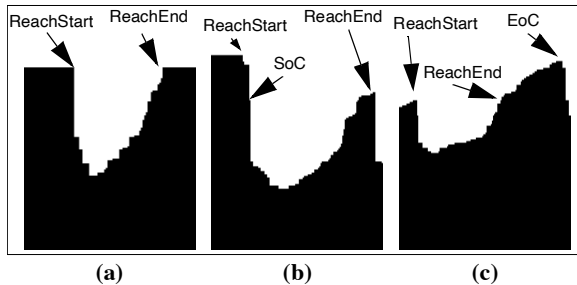 ReachStart ReachEnd
ReachStart
SoC
ReachEnd
ReachStart
ReachEnd
EoC
(a) (b) (c)